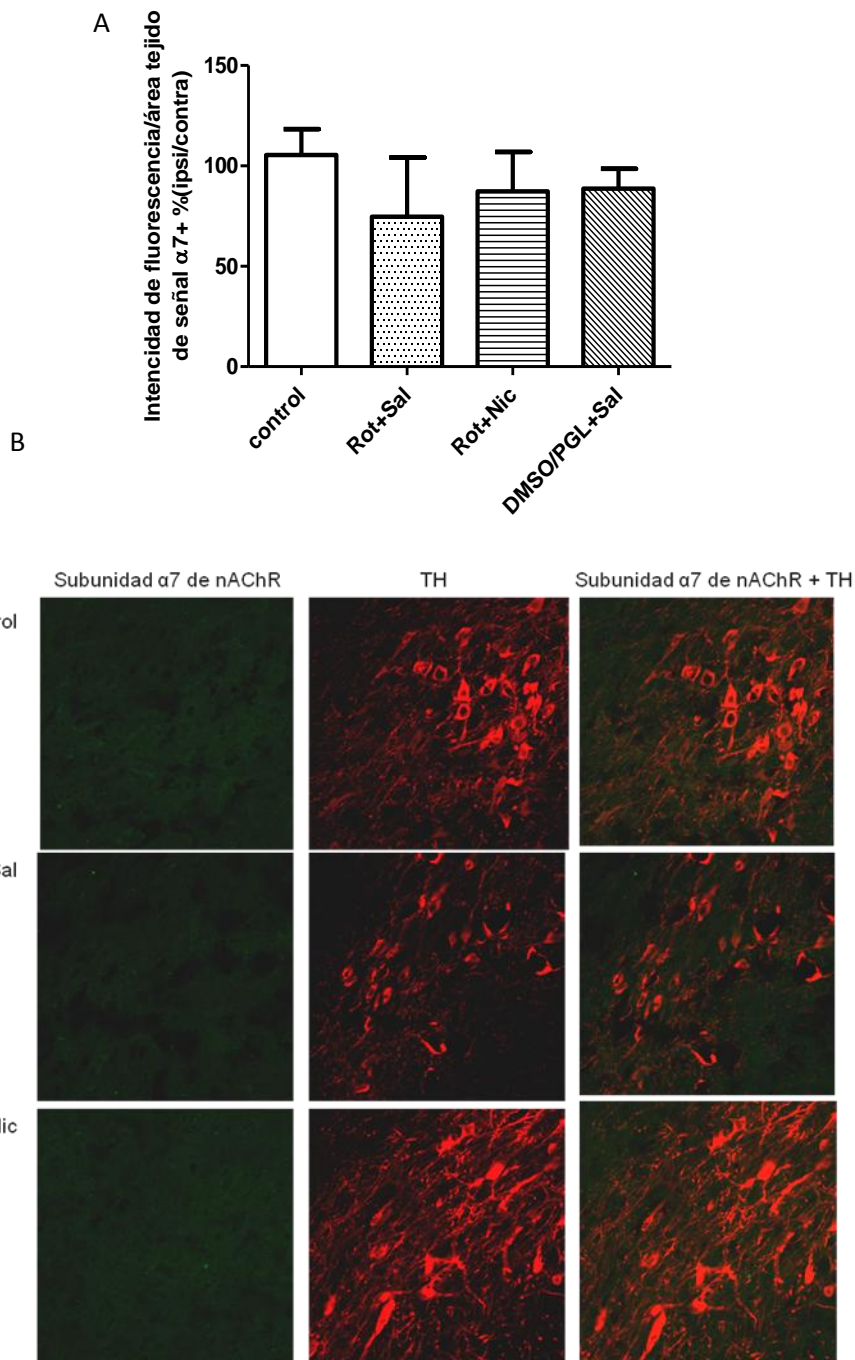 A
Intencidad de fluorescencia/área tejido
de señal α7+ %(ipsi/contra)
150
100
50
0
control
Rot+Sal
Rot+Nic
DMSO/PGL+Sal
B
Subunidad α7 de nAChR
TH
Subunidad α7 de nAChR + TH